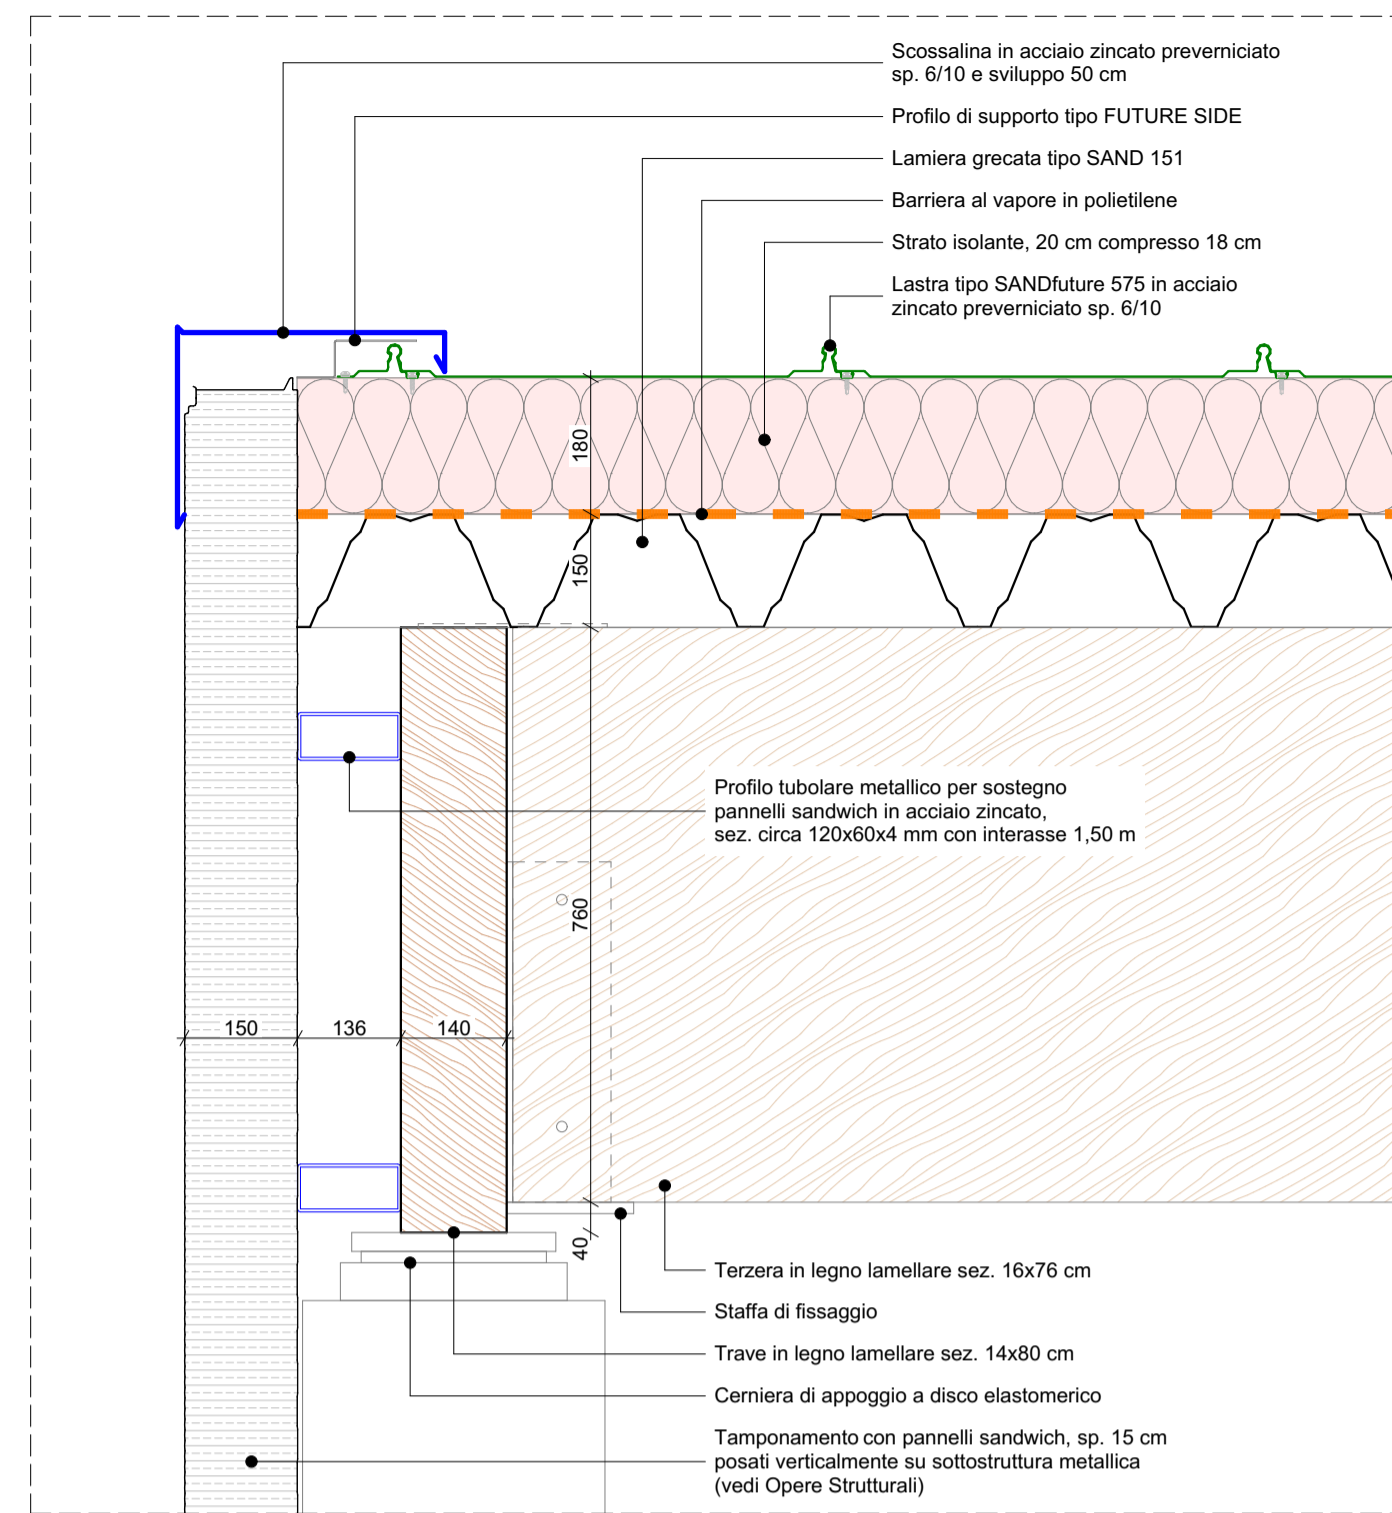 Scossalina in acciaio zincato preverniciato
sp. 6/10 e sviluppo 50 cm
Profilo di supporto tipo FUTURE SIDE
Lamiera grecata tipo SAND 151
Barriera al vapore in polietilene
Strato isolante, 20 cm compresso 18 cm
Lastra tipo SANDfuture 575 in acciaio
zincato preverniciato sp. 6/10
180
150
Profilo tubolare metallico per sostegno
pannelli sandwich in acciaio zincato,
sez. circa 120x60x4 mm con interasse 1,50 m
760
150
136
140
40
Terzera in legno lamellare sez. 16x76 cm
Staffa di fissaggio
Trave in legno lamellare sez. 14x80 cm
Cerniera di appoggio a disco elastomerico
Tamponamento con pannelli sandwich, sp. 15 cm
posati verticalmente su sottostruttura metallica
(vedi Opere Strutturali)